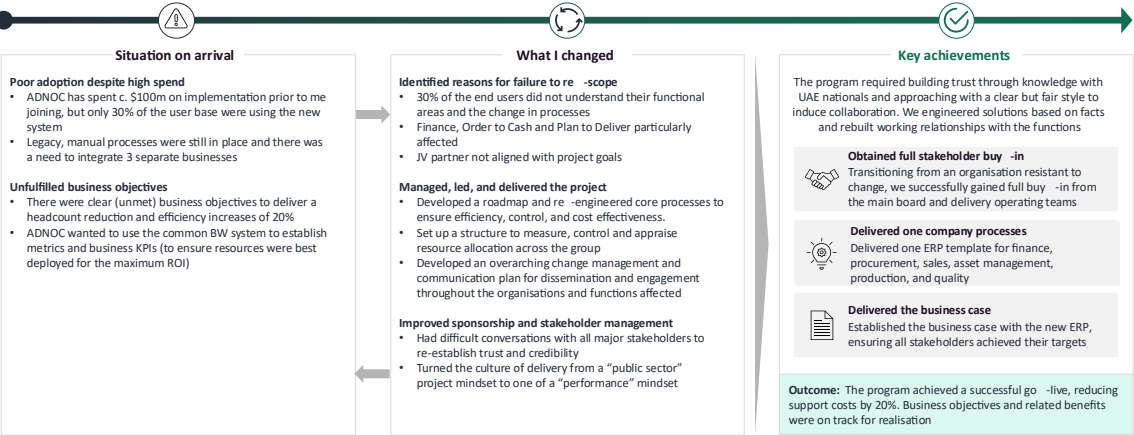 Situation on arrival
Poor adoption despite high spend
• ADNOC has spent c. $100m on implementation prior to me
joining, but only 30% of the user base were using the new
system
• Legacy, manual processes were still in place and there was
a need to integrate 3 separate businesses
Unfulfilled business objectives
• There were clear (unmet) business objectives to deliver a
headcount reduction and efficiency increases of 20%
• ADNOC wanted to use the common BW system to establish
metrics and business KPIs (to ensure resources were best
deployed for the maximum ROI)
What I changed
Identified reasons for failure to re -scope
• 30% of the end users did not understand their functional
areas and the change in processes
• Finance, Order to Cash and Plan to Deliver particularly
affected
• JV partner not aligned with project goals
Managed, led, and delivered the project
• Developed a roadmap and re -engineered core processes to
ensure efficiency, control, and cost effectiveness.
• Set up a structure to measure, control and appraise
resource allocation across the group
• Developed an overarching change management and
communication plan for dissemination and engagement
throughout the organisations and functions affected
Improved sponsorship and stakeholder management
• Had difficult conversations with all major stakeholders to
re-establish trust and credibility
• Turned the culture of delivery from a “public sector”
project mindset to one of a “performance” mindset
Key achievements
The program required building trust through knowledge with
UAE nationals and approaching with a clear but fair style to
induce collaboration. We engineered solutions based on facts
and rebuilt working relationships with the functions
Obtained full stakeholder buy -in
Transitioning from an organisation resistant to
change, we successfully gained full buy -in from
the main board and delivery operating teams
Delivered one company processes
Delivered one ERP template for finance,
procurement, sales, asset management,
production, and quality
Delivered the business case
Established the business case with the new ERP,
ensuring all stakeholders achieved their targets
Outcome: The program achieved a successful go -live, reducing
support costs by 20%. Business objectives and related benefits
were on track for realisation